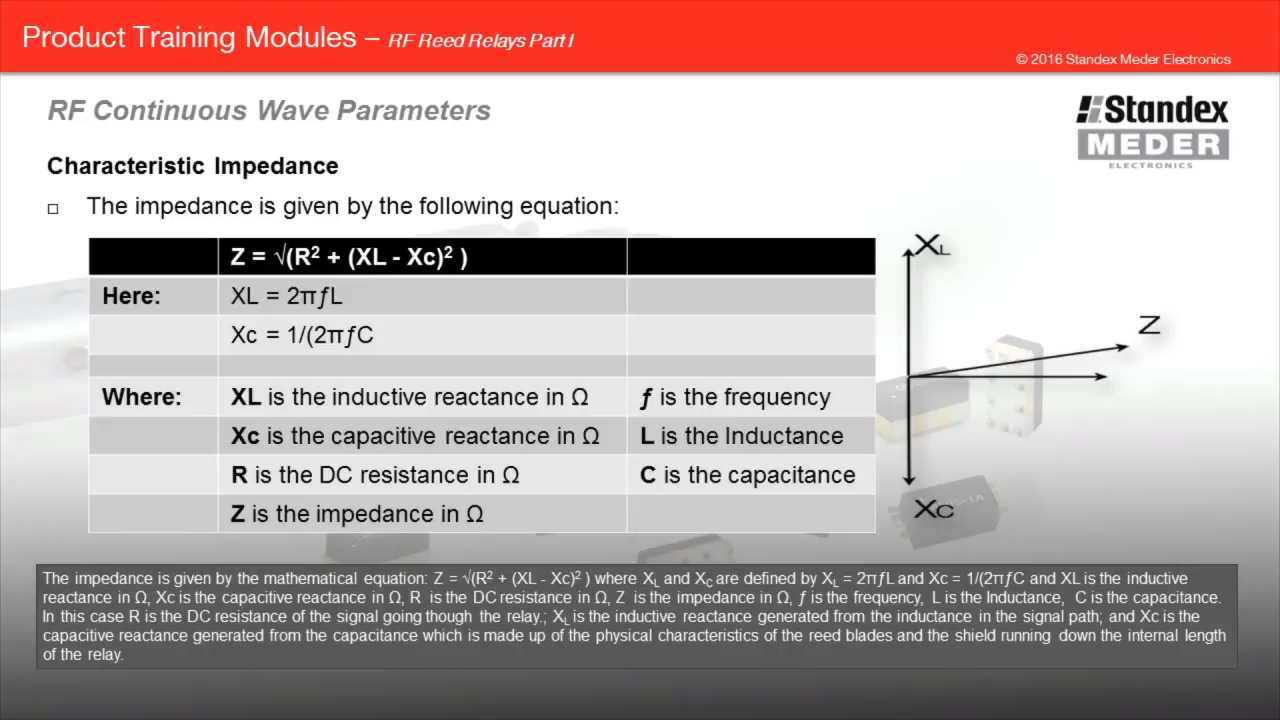 Product Training Modules – RF Reed Relays Part I
© 2016 Standex Meder Electronics
RF Continuous Wave Parameters
Standex
MEDER
ELECTRONICS
Characteristic Impedance
The impedance is given by the following equation:
Z = √(R² + (XL - Xc)² )
Here: XL = 2πƒL
Xc = 1/(2πƒC
Where: XL is the inductive reactance in Ω ƒ is the frequency
Xc is the capacitive reactance in Ω L is the Inductance
R is the DC resistance in Ω C is the capacitance
Z is the impedance in Ω
XL
Z
XC
The impedance is given by the mathematical equation: Z = √(R² + (XL - Xc)² ) where XL and XC are defined by XL = 2πƒL and Xc = 1/(2πƒC and XL is the inductive
reactance in Ω, Xc is the capacitive reactance in Ω, R is the DC resistance in Ω, Z is the impedance in Ω, ƒ is the frequency, L is the Inductance, C is the capacitance.
In this case R is the DC resistance of the signal going though the relay.; XL is the inductive reactance generated from the inductance in the signal path; and Xc is the
capacitive reactance generated from the capacitance which is made up of the physical characteristics of the reed blades and the shield running down the internal length
of the relay.